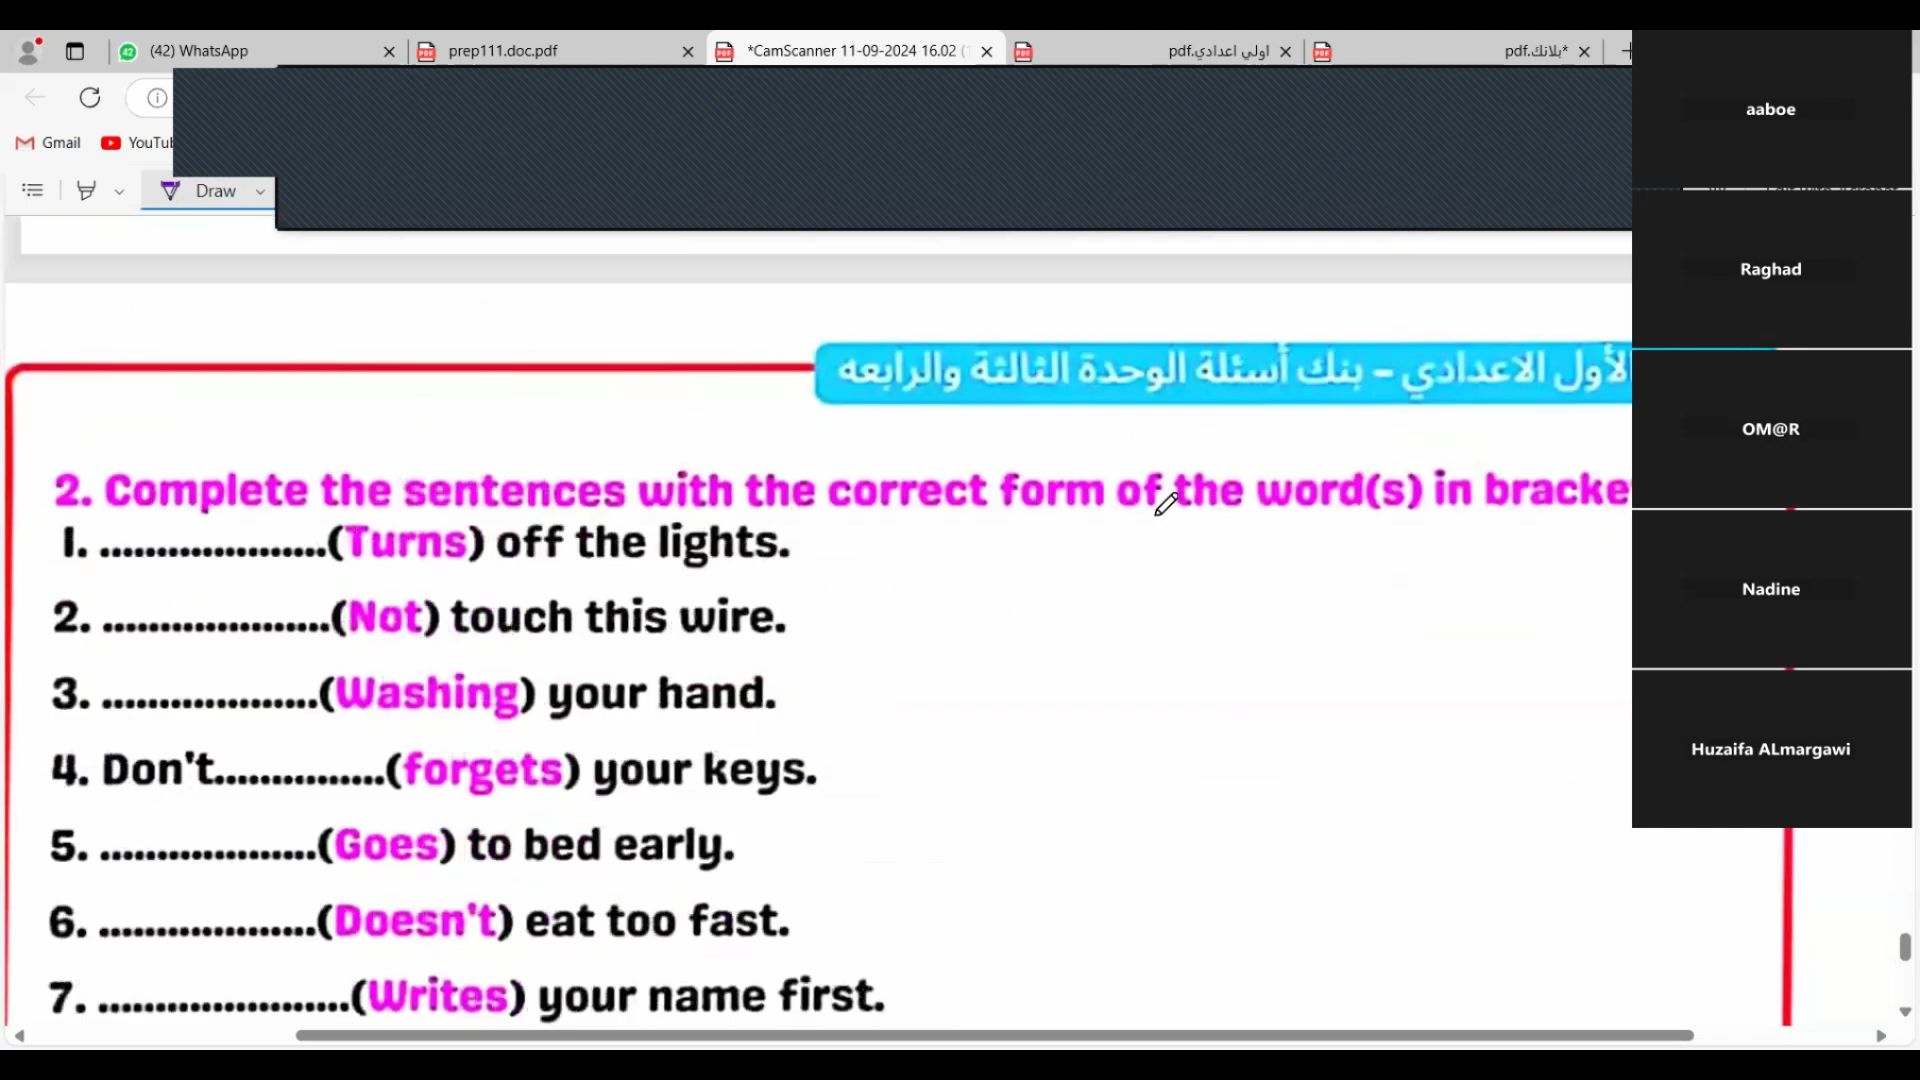 (42) WhatsApp
prep111.doc.pdf
*CamScanner 11-09-2024 16.02
اولي اعدادي.pdf
*بلانك.pdf
Gmail
Draw
الأول الاعدادي - بنك أسئلة الوحدة الثالثة والرابعه
2. Complete the sentences with the correct form of the word(s) in bracke
1. ....................(Turns) off the lights.
2. ....................(Not) touch this wire.
3. ...................(Washing) your hand.
4. Don't...............(forgets) your keys.
5. ...................(Goes) to bed early.
6. ...................(Doesn't) eat too fast.
7. ......................(Writes) your name first.
aaboe
Raghad
OM@R
Nadine
Huzaifa ALmargawi